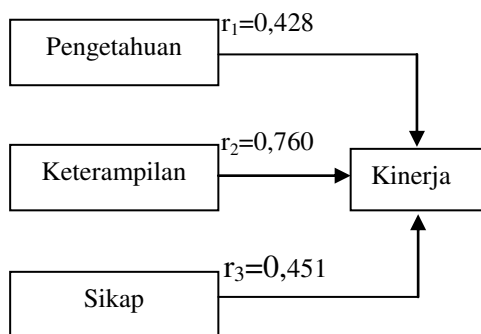 r₁=0,428
Pengetahuan
r₂=0,760
Keterampilan
Kinerja
r₃=0,451
Sikap